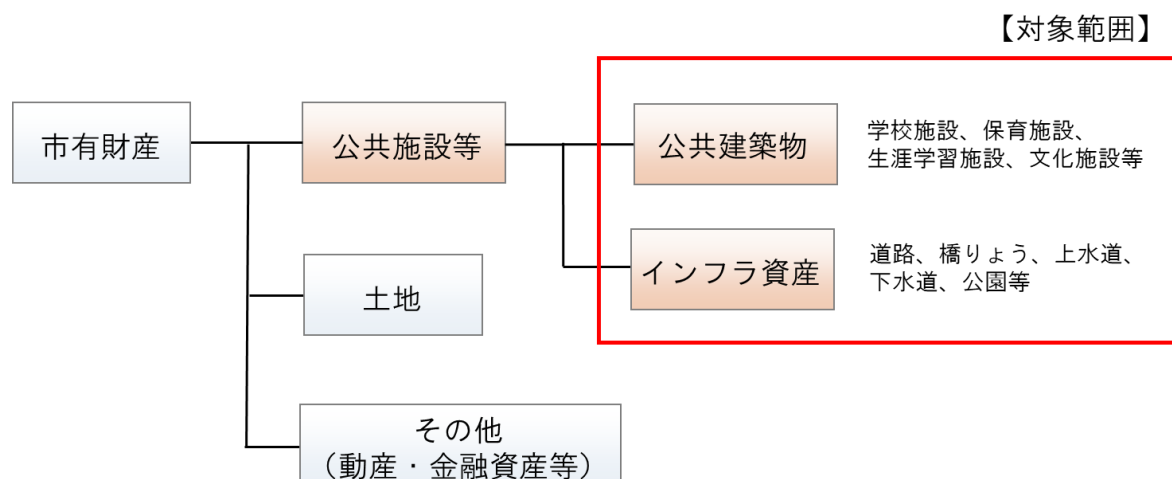 【対象範囲】
市有財産
公共施設等
公共建築物
学校施設、保育施設、
生涯学習施設、文化施設等
インフラ資産
道路、橋りょう、上水道、
下水道、公園等
土地
その他
（動産・金融資産等）